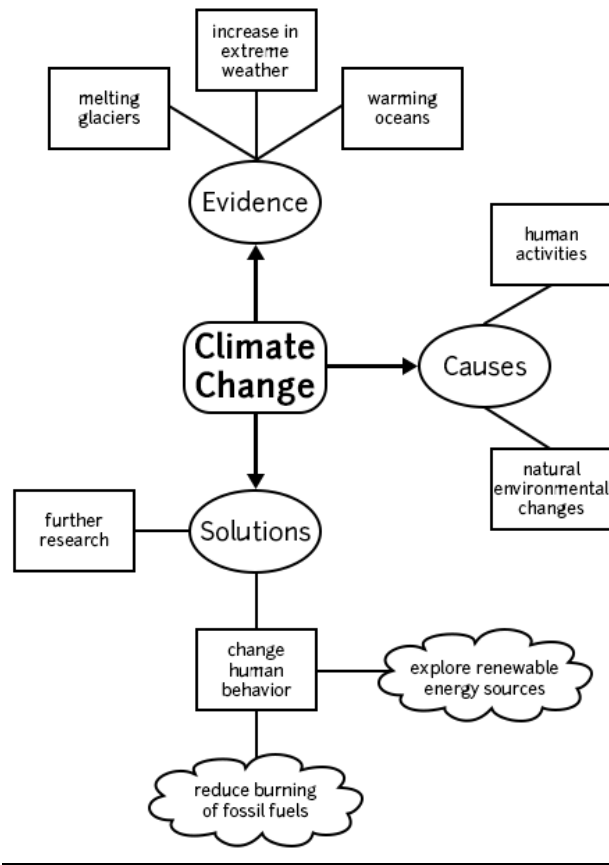 increase in
extreme
weather
melting
glaciers
warming
oceans
Evidence
human
activities
Climate
Change
Causes
natural
environmental
changes
further
research
Solutions
change
human
behavior
explore renewable
energy sources
reduce burning
of fossil fuels